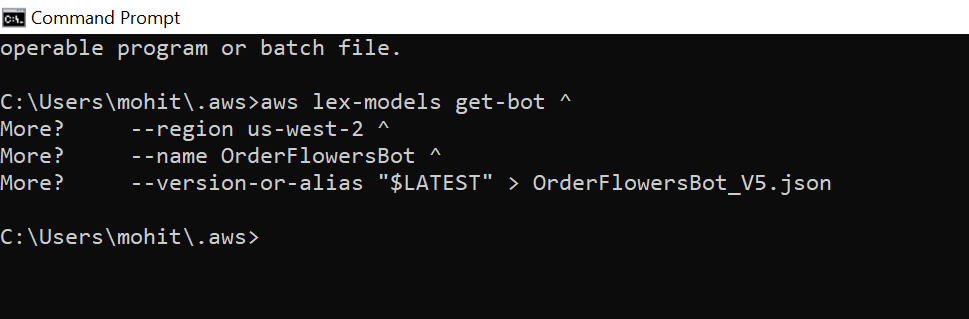 Command Prompt
operable program or batch file.
C:\Users\mohit\.aws>aws lex-models get-bot ^
More?     --region us-west-2 ^
More?     --name OrderFlowersBot ^
More?     --version-or-alias "$LATEST" > OrderFlowersBot_V5.json
C:\Users\mohit\.aws>